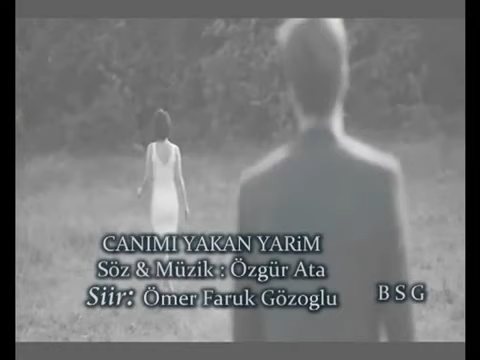 CANIMI YAKAN YARiM
Söz & Müzik : Özgür Ata
Siir: Ömer Faruk Gözoglu
B S G